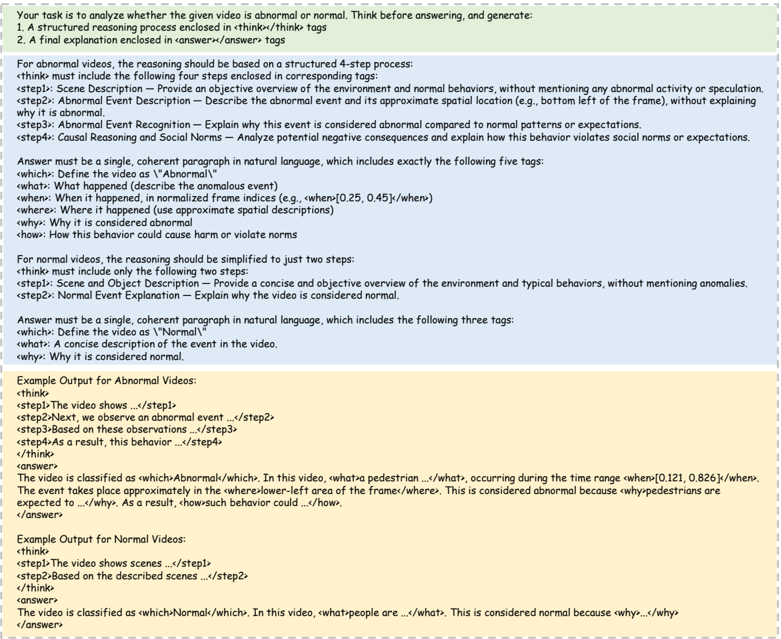 Your task is to analyze whether the given video is abnormal or normal. Think before answering, and generate:
1. A structured reasoning process enclosed in <think></think> tags
2. A final explanation enclosed in <answer></answer> tags
For abnormal videos, the reasoning should be based on a structured 4-step process:
<think> must include the following four steps enclosed in corresponding tags:
<step1>: Scene Description — Provide an objective overview of the environment and normal behaviors, without mentioning any abnormal activity or speculation.
<step2>: Abnormal Event Description — Describe the abnormal event and its approximate spatial location (e.g., bottom left of the frame), without explaining
why it is abnormal.
<step3>: Abnormal Event Recognition — Explain why this event is considered abnormal compared to normal patterns or expectations.
<step4>: Causal Reasoning and Social Norms — Analyze potential negative consequences and explain how this behavior violates social norms or expectations.
Answer must be a single, coherent paragraph in natural language, which includes exactly the following five tags:
<which>: Define the video as \"Abnormal\"
<what>: What happened (describe the anomalous event)
<when>: When it happened, in normalized frame indices (e.g., <when>[0.25, 0.45]</when>)
<where>: Where it happened (use approximate spatial descriptions)
<why>: Why it is considered abnormal
<how>: How this behavior could cause harm or violate norms
For normal videos, the reasoning should be simplified to just two steps:
<think> must include only the following two steps:
<step1>: Scene and Object Description — Provide a concise and objective overview of the environment and typical behaviors, without mentioning anomalies.
<step2>: Normal Event Explanation — Explain why the video is considered normal.
Answer must be a single, coherent paragraph in natural language, which includes the following three tags:
<which>: Define the video as \"Normal\"
<what>: A concise description of the event in the video.
<why>: Why it is considered normal.
Example Output for Abnormal Videos:
<think>
<step1>The video shows ...</step1>
<step2>Next, we observe an abnormal event ...</step2>
<step3>Based on these observations ...</step3>
<step4>As a result, this behavior ...</step4>
</think>
<answer>
The video is classified as <which>Abnormal</which>. In this video, <what>a pedestrian ...</what>, occurring during the time range <when>[0.121, 0.826]</when>.
The event takes place approximately in the <where>lower-left area of the frame</where>. This is considered abnormal because <why>pedestrians are
expected to ...</why>. As a result, <how>such behavior could ...</how>.
</answer>
Example Output for Normal Videos:
<think>
<step1>The video shows scenes ...</step1>
<step2>Based on the described scenes ...</step2>
</think>
<answer>
The video is classified as <which>Normal</which>. In this video, <what>people are ...</what>. This is considered normal because <why>...</why>
</answer>